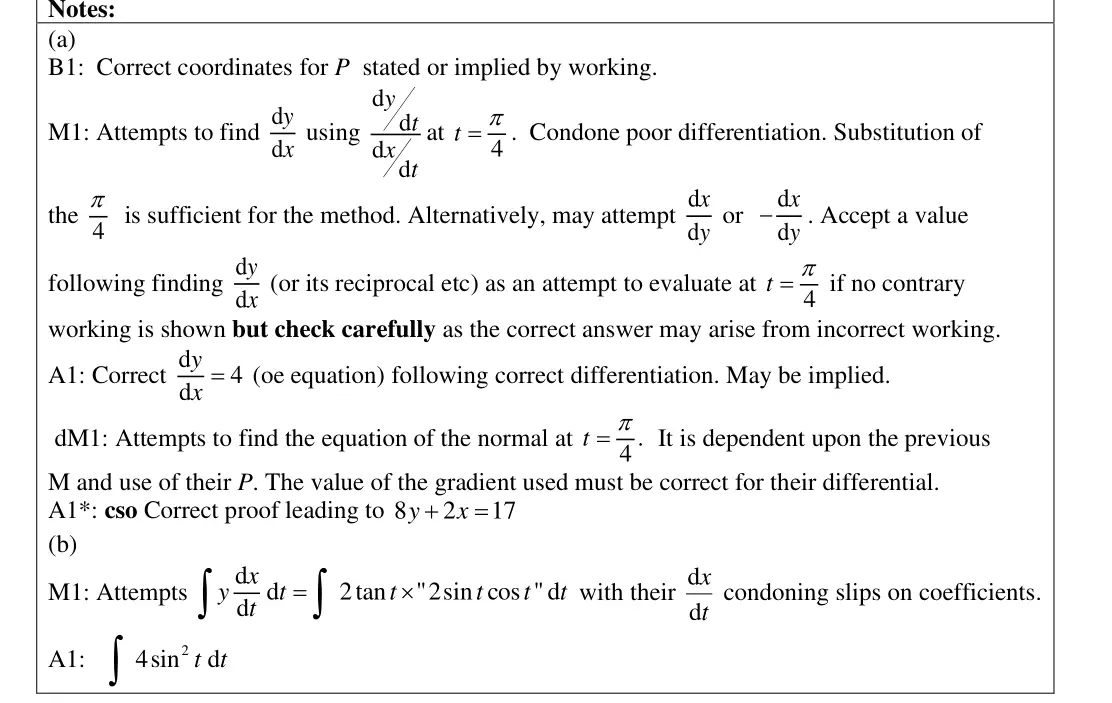 Notes:
(a)
B1: Correct coordinates for P stated or implied by working.
M1: Attempts to find dy/dx using (dy/dt)/(dx/dt) at t = π/4. Condone poor differentiation. Substitution of
the π/4 is sufficient for the method. Alternatively, may attempt dx/dy or −dx/dy. Accept a value
following finding dy/dx (or its reciprocal etc) as an attempt to evaluate at t = π/4 if no contrary
working is shown but check carefully as the correct answer may arise from incorrect working.
A1: Correct dy/dx = 4 (oe equation) following correct differentiation. May be implied.
dM1: Attempts to find the equation of the normal at t = π/4. It is dependent upon the previous
M and use of their P. The value of the gradient used must be correct for their differential.
A1*: cso Correct proof leading to 8y + 2x = 17
(b)
M1: Attempts ∫ y dx/dt dt = ∫ 2 tan t × "2 sin t cos t" dt with their dx/dt condoning slips on coefficients.
A1: ∫ 4 sin² t dt